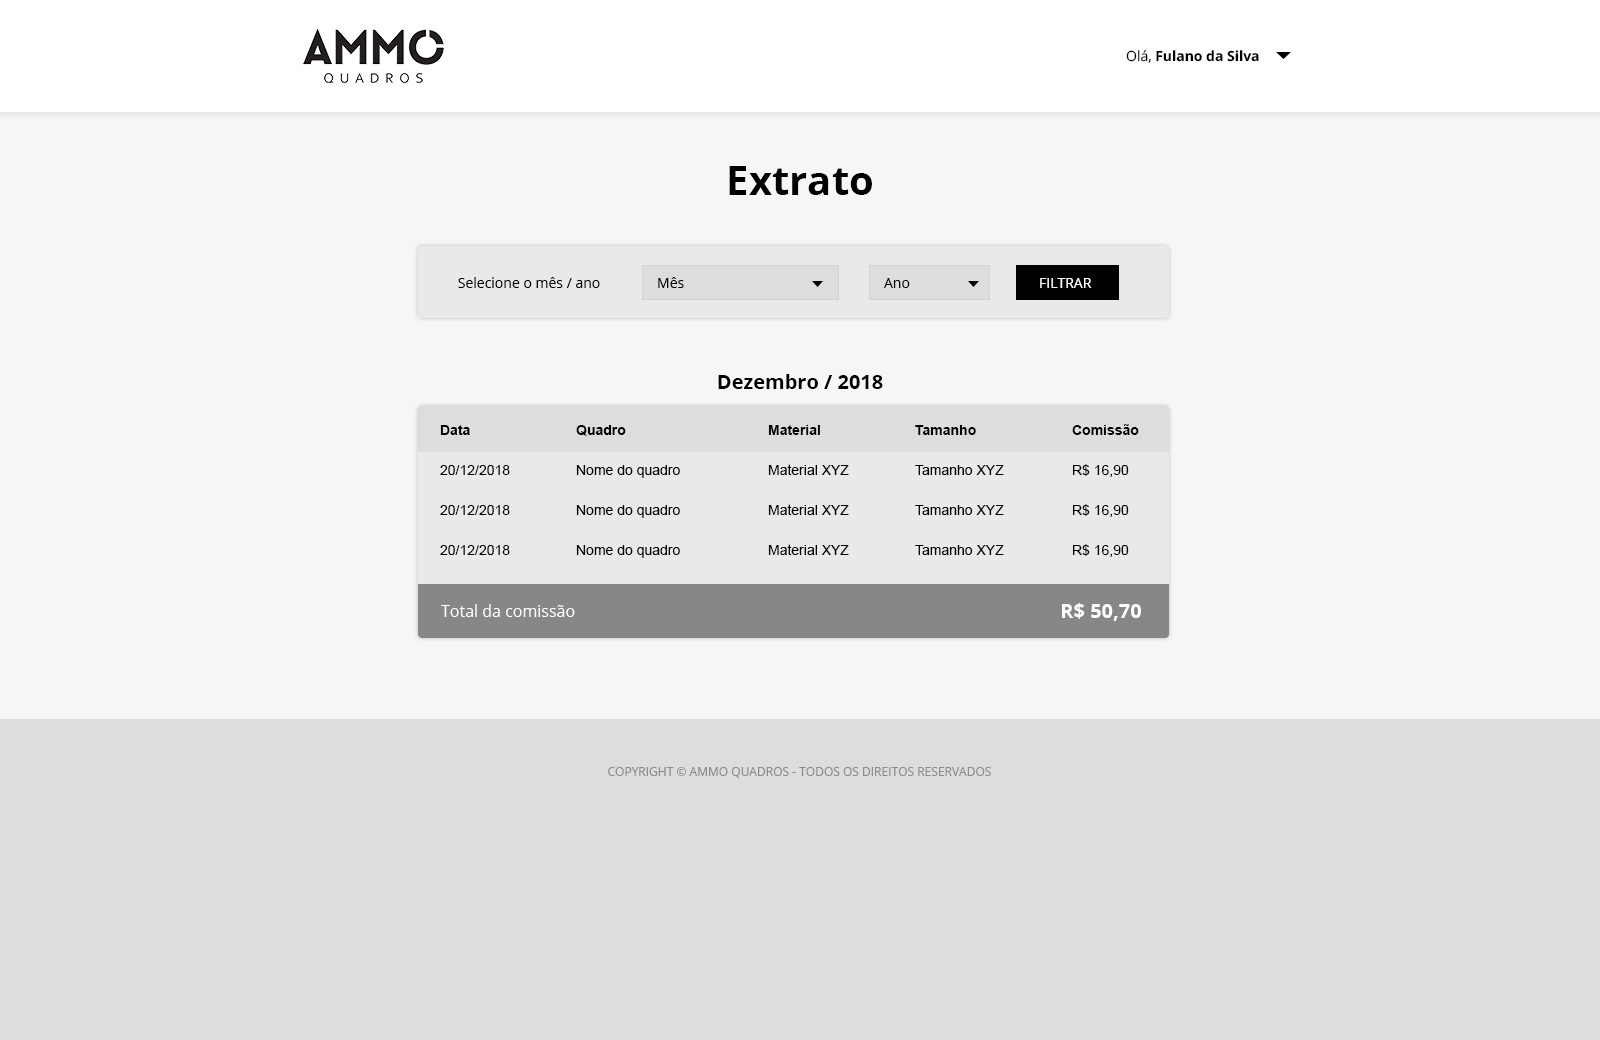 AMMO
QUADROS
Olá, Fulano da Silva
Extrato
Selecione o mês / ano Mês Ano FILTRAR
Dezembro / 2018
Data Quadro Material Tamanho Comissão
20/12/2018 Nome do quadro Material XYZ Tamanho XYZ R$ 16,90
20/12/2018 Nome do quadro Material XYZ Tamanho XYZ R$ 16,90
20/12/2018 Nome do quadro Material XYZ Tamanho XYZ R$ 16,90
Total da comissão R$ 50,70
COPYRIGHT © AMMO QUADROS - TODOS OS DIREITOS RESERVADOS